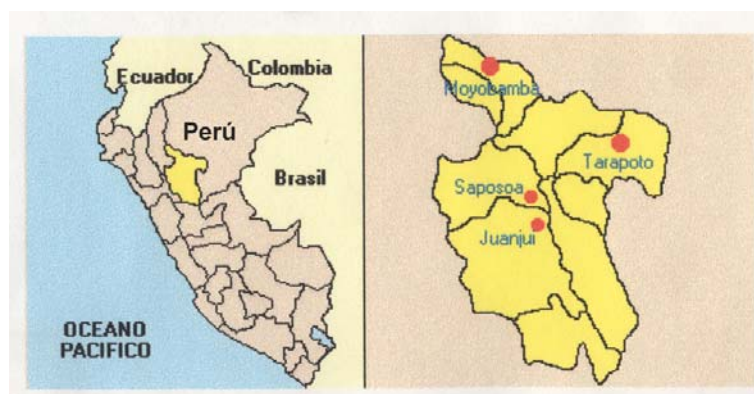 Ecuador
Colombia
Perú
Brasil
OCEANO
PACIFICO
Moyobamba
Tarapoto
Saposoa
Juanjui